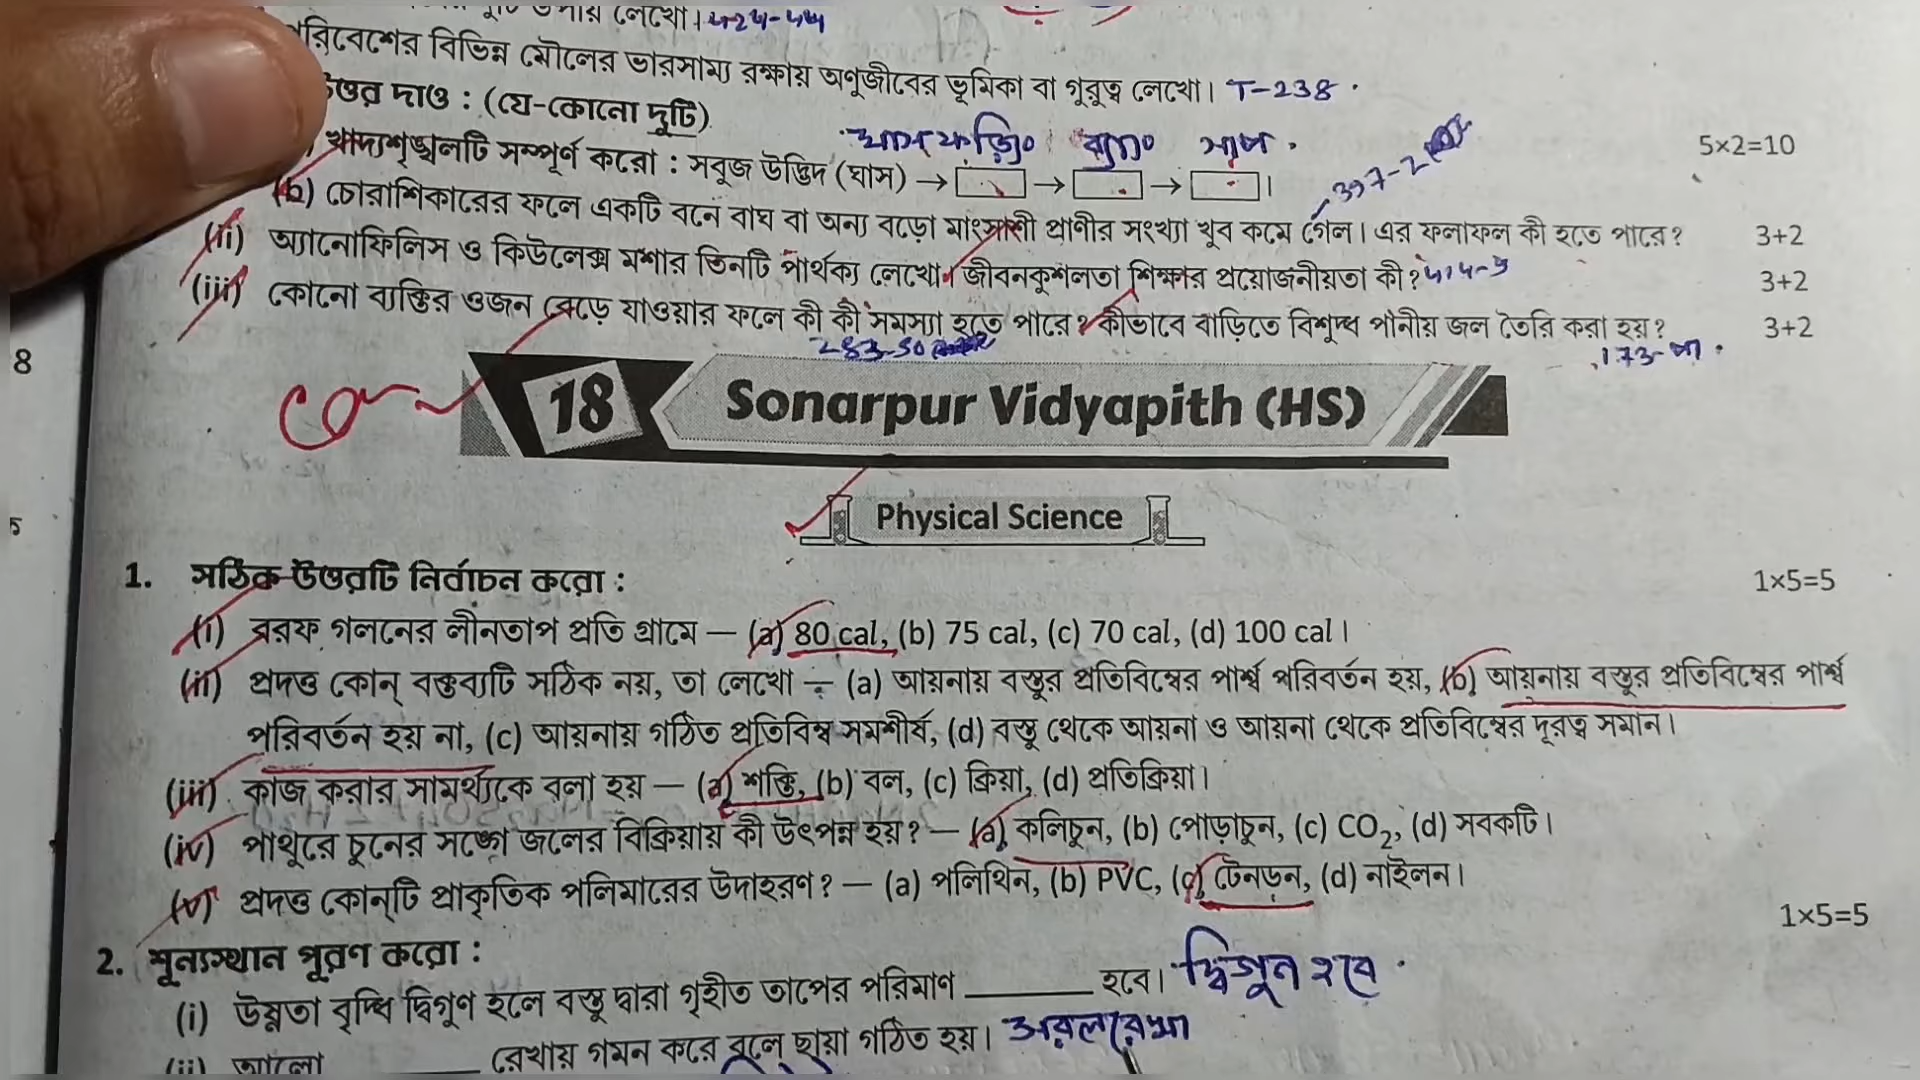 লেখো। 424-44
পরিবেশের বিভিন্ন মৌলের ভারসাম্য রক্ষায় অণুজীবের ভূমিকা বা গুরুত্ব লেখো। T-238
উত্তর দাও : (যে-কোনো দুটি)
5×2=10
ঘাসফড়িং ব্যাঙ সাপ
খাদ্যশৃঙ্খলটি সম্পূর্ণ করো : সবুজ উদ্ভিদ (ঘাস) → → → ।
(b) চোরাশিকারের ফলে একটি বনে বাঘ বা অন্য বড়ো মাংসাশী প্রাণীর সংখ্যা খুব কমে গেল। এর ফলাফল কী হতে পারে? 3+2
(ii) অ্যানোফিলিস ও কিউলেক্স মশার তিনটি পার্থক্য লেখো। জীবনকুশলতা শিক্ষার প্রয়োজনীয়তা কী? 3+2
(iii) কোনো ব্যক্তির ওজন বেড়ে যাওয়ার ফলে কী কী সমস্যা হতে পারে? কীভাবে বাড়িতে বিশুদ্ধ পানীয় জল তৈরি করা হয়? 3+2
8
18 Sonarpur Vidyapith (HS)
Physical Science
1. সঠিক উত্তরটি নির্বাচন করো : 1×5=5
(i) বরফ গলনের লীনতাপ প্রতি গ্রামে — (a) 80 cal, (b) 75 cal, (c) 70 cal, (d) 100 cal।
(ii) প্রদত্ত কোন্ বক্তব্যটি সঠিক নয়, তা লেখো — (a) আয়নায় বস্তুর প্রতিবিম্বের পার্শ্ব পরিবর্তন হয়, (b) আয়নায় বস্তুর প্রতিবিম্বের পার্শ্ব
পরিবর্তন হয় না, (c) আয়নায় গঠিত প্রতিবিম্ব সমশীর্ষ, (d) বস্তু থেকে আয়না ও আয়না থেকে প্রতিবিম্বের দূরত্ব সমান।
(iii) কাজ করার সামর্থ্যকে বলা হয় — (a) শক্তি, (b) বল, (c) ক্রিয়া, (d) প্রতিক্রিয়া।
(iv) পাথুরে চুনের সঙ্গে জলের বিক্রিয়ায় কী উৎপন্ন হয়? — (a) কলিচুন, (b) পোড়াচুন, (c) CO₂, (d) সবকটি।
(v) প্রদত্ত কোন্‌টি প্রাকৃতিক পলিমারের উদাহরণ? — (a) পলিথিন, (b) PVC, (c) টেনডন, (d) নাইলন।
2. শূন্যস্থান পূরণ করো : 1×5=5
(i) উষ্ণতা বৃদ্ধি দ্বিগুণ হলে বস্তু দ্বারা গৃহীত তাপের পরিমাণ ______ হবে। দ্বিগুন হবে
(ii) আলো ______ রেখায় গমন করে বলে ছায়া গঠিত হয়। সরলরেখা